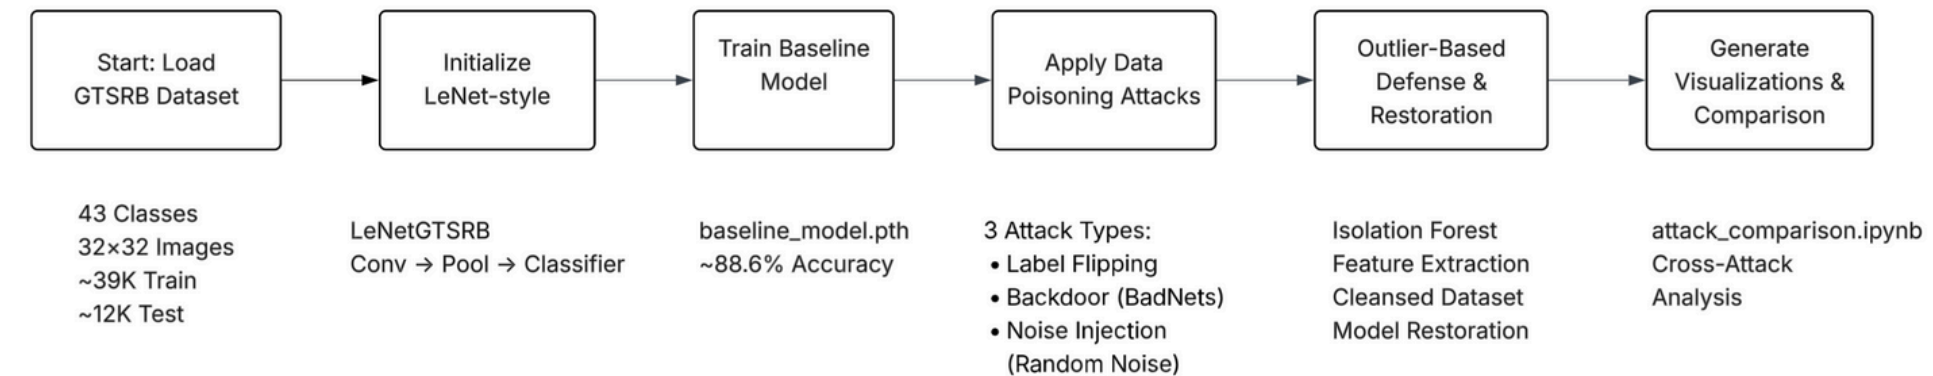 Start: Load
GTSRB Dataset
Initialize
LeNet-style
Train Baseline
Model
Apply Data
Poisoning Attacks
Outlier-Based
Defense &
Restoration
Generate
Visualizations &
Comparison
43 Classes
32×32 Images
~39K Train
~12K Test
LeNetGTSRB
Conv → Pool → Classifier
baseline_model.pth
~88.6% Accuracy
3 Attack Types:
• Label Flipping
• Backdoor (BadNets)
• Noise Injection
(Random Noise)
Isolation Forest
Feature Extraction
Cleansed Dataset
Model Restoration
attack_comparison.ipynb
Cross-Attack
Analysis